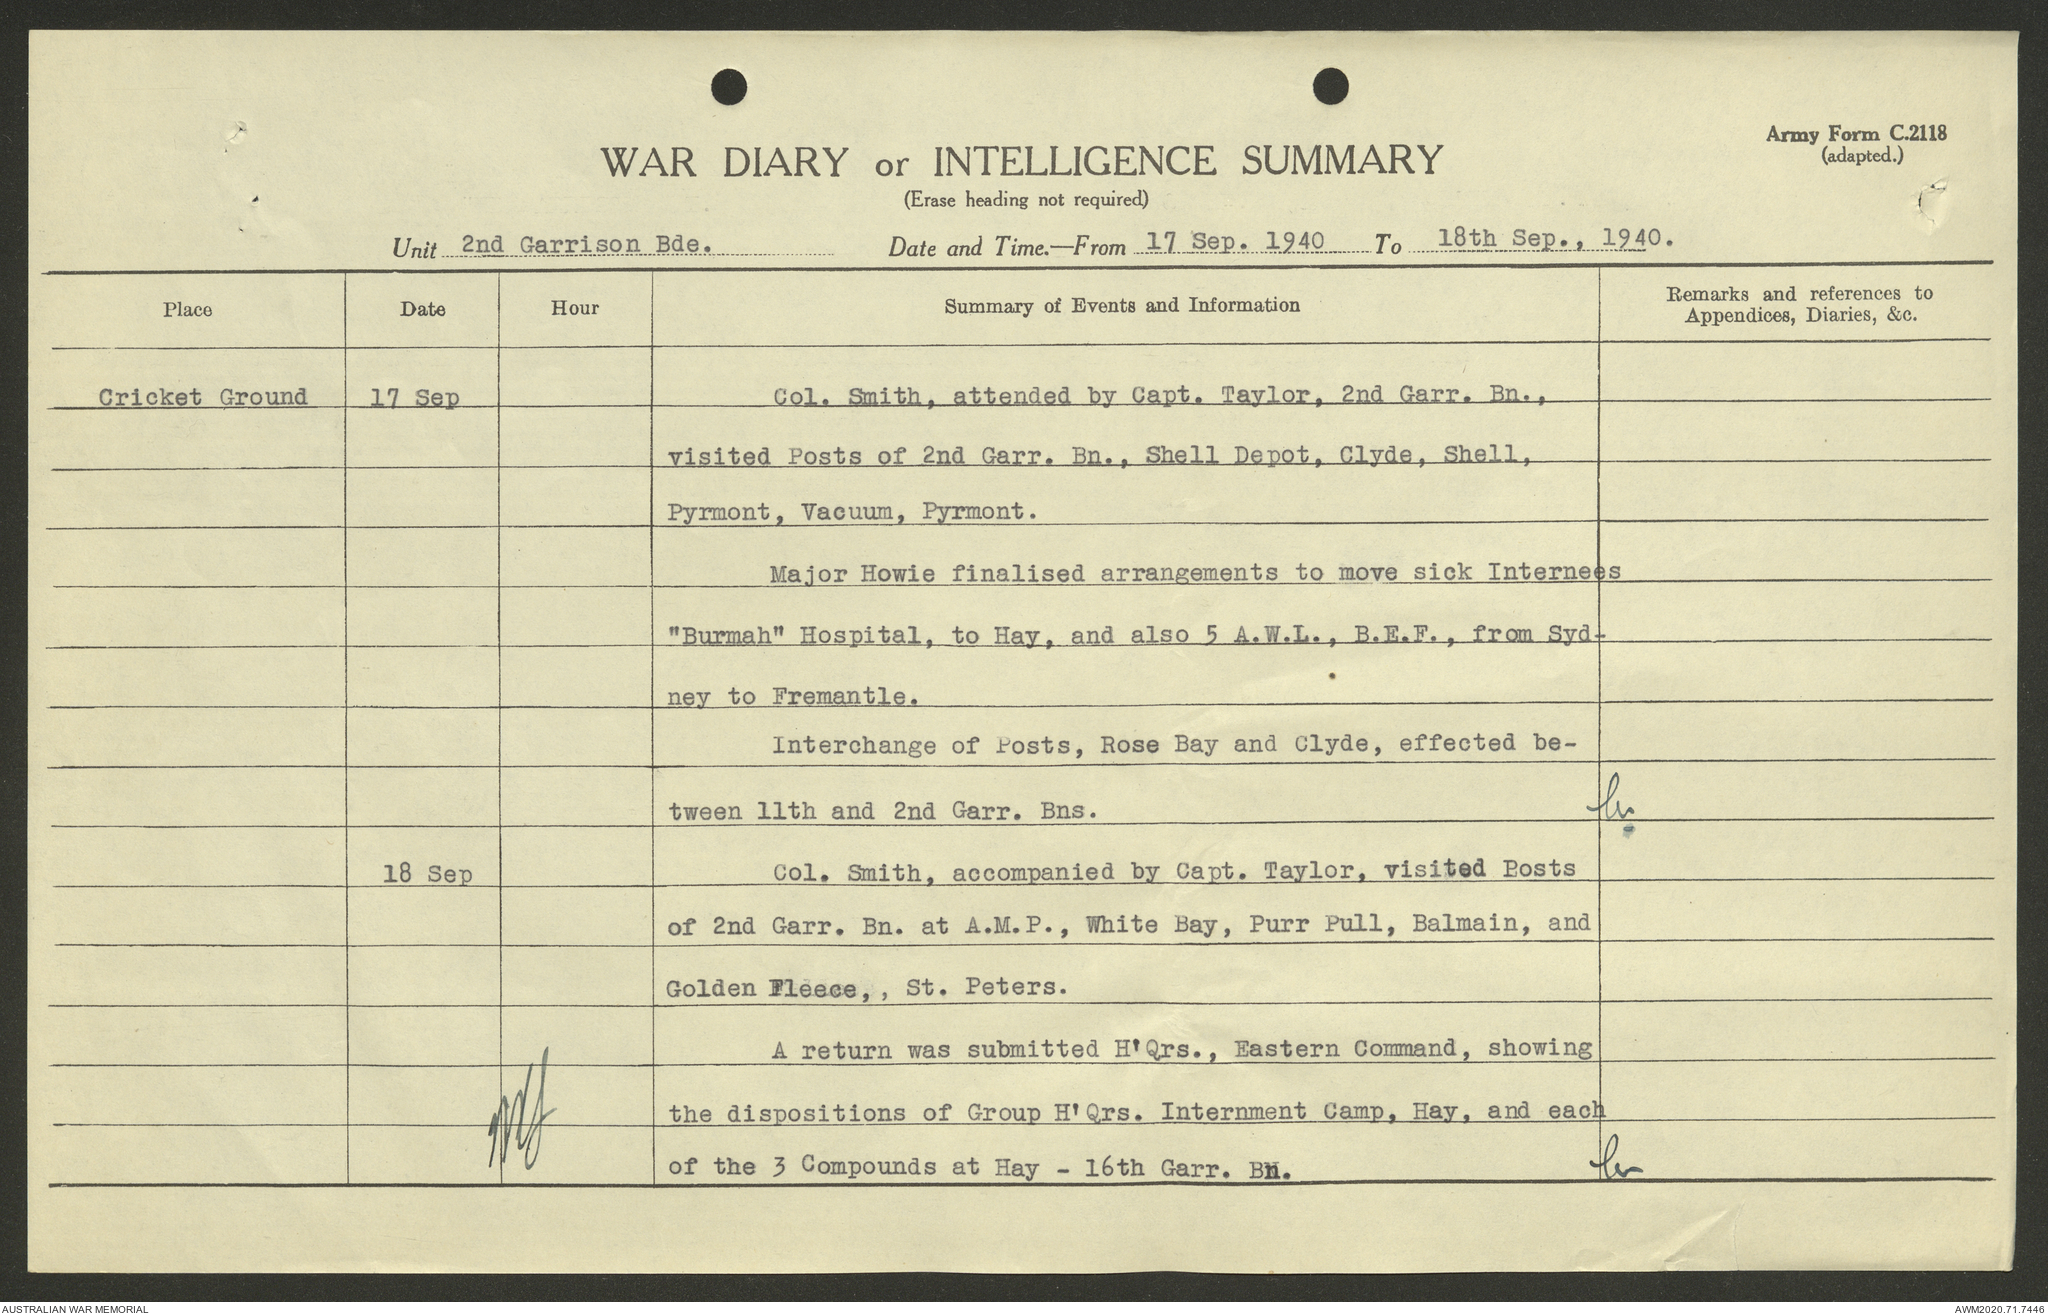 Army Form C.2118
(adapted.)
WAR DIARY or INTELLIGENCE SUMMARY
(Erase heading not required)
Unit 2nd Garrison Bde. Date and Time.—From 17 Sep. 1940 To 18th Sep., 1940.
Place Date Hour Summary of Events and Information Remarks and references to
Appendices, Diaries, &c.
Cricket Ground 17 Sep Col. Smith, attended by Capt. Taylor, 2nd Garr. Bn.,
visited Posts of 2nd Garr. Bn., Shell Depot, Clyde, Shell,
Pyrmont, Vacuum, Pyrmont.
Major Howie finalised arrangements to move sick Internees
"Burmah" Hospital, to Hay, and also 5 A.W.L., B.E.F., from Syd-
ney to Fremantle.
Interchange of Posts, Rose Bay and Clyde, effected be-
tween 11th and 2nd Garr. Bns.
18 Sep Col. Smith, accompanied by Capt. Taylor, visited Posts
of 2nd Garr. Bn. at A.M.P., White Bay, Purr Pull, Balmain, and
Golden Fleece,, St. Peters.
A return was submitted H'Qrs., Eastern Command, showing
the dispositions of Group H'Qrs. Internment Camp, Hay, and each
of the 3 Compounds at Hay - 16th Garr. Bn.
AUSTRALIAN WAR MEMORIAL
AWM2020.71.7446